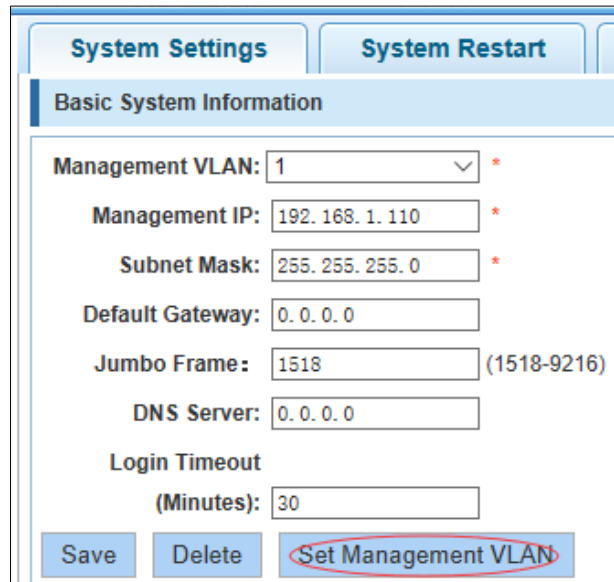 System Settings System Restart
Basic System Information
Management VLAN: 1 *
Management IP: 192.168.1.110 *
Subnet Mask: 255.255.255.0 *
Default Gateway: 0.0.0.0
Jumbo Frame: 1518 (1518-9216)
DNS Server: 0.0.0.0
Login Timeout
(Minutes): 30
Save Delete Set Management VLAN